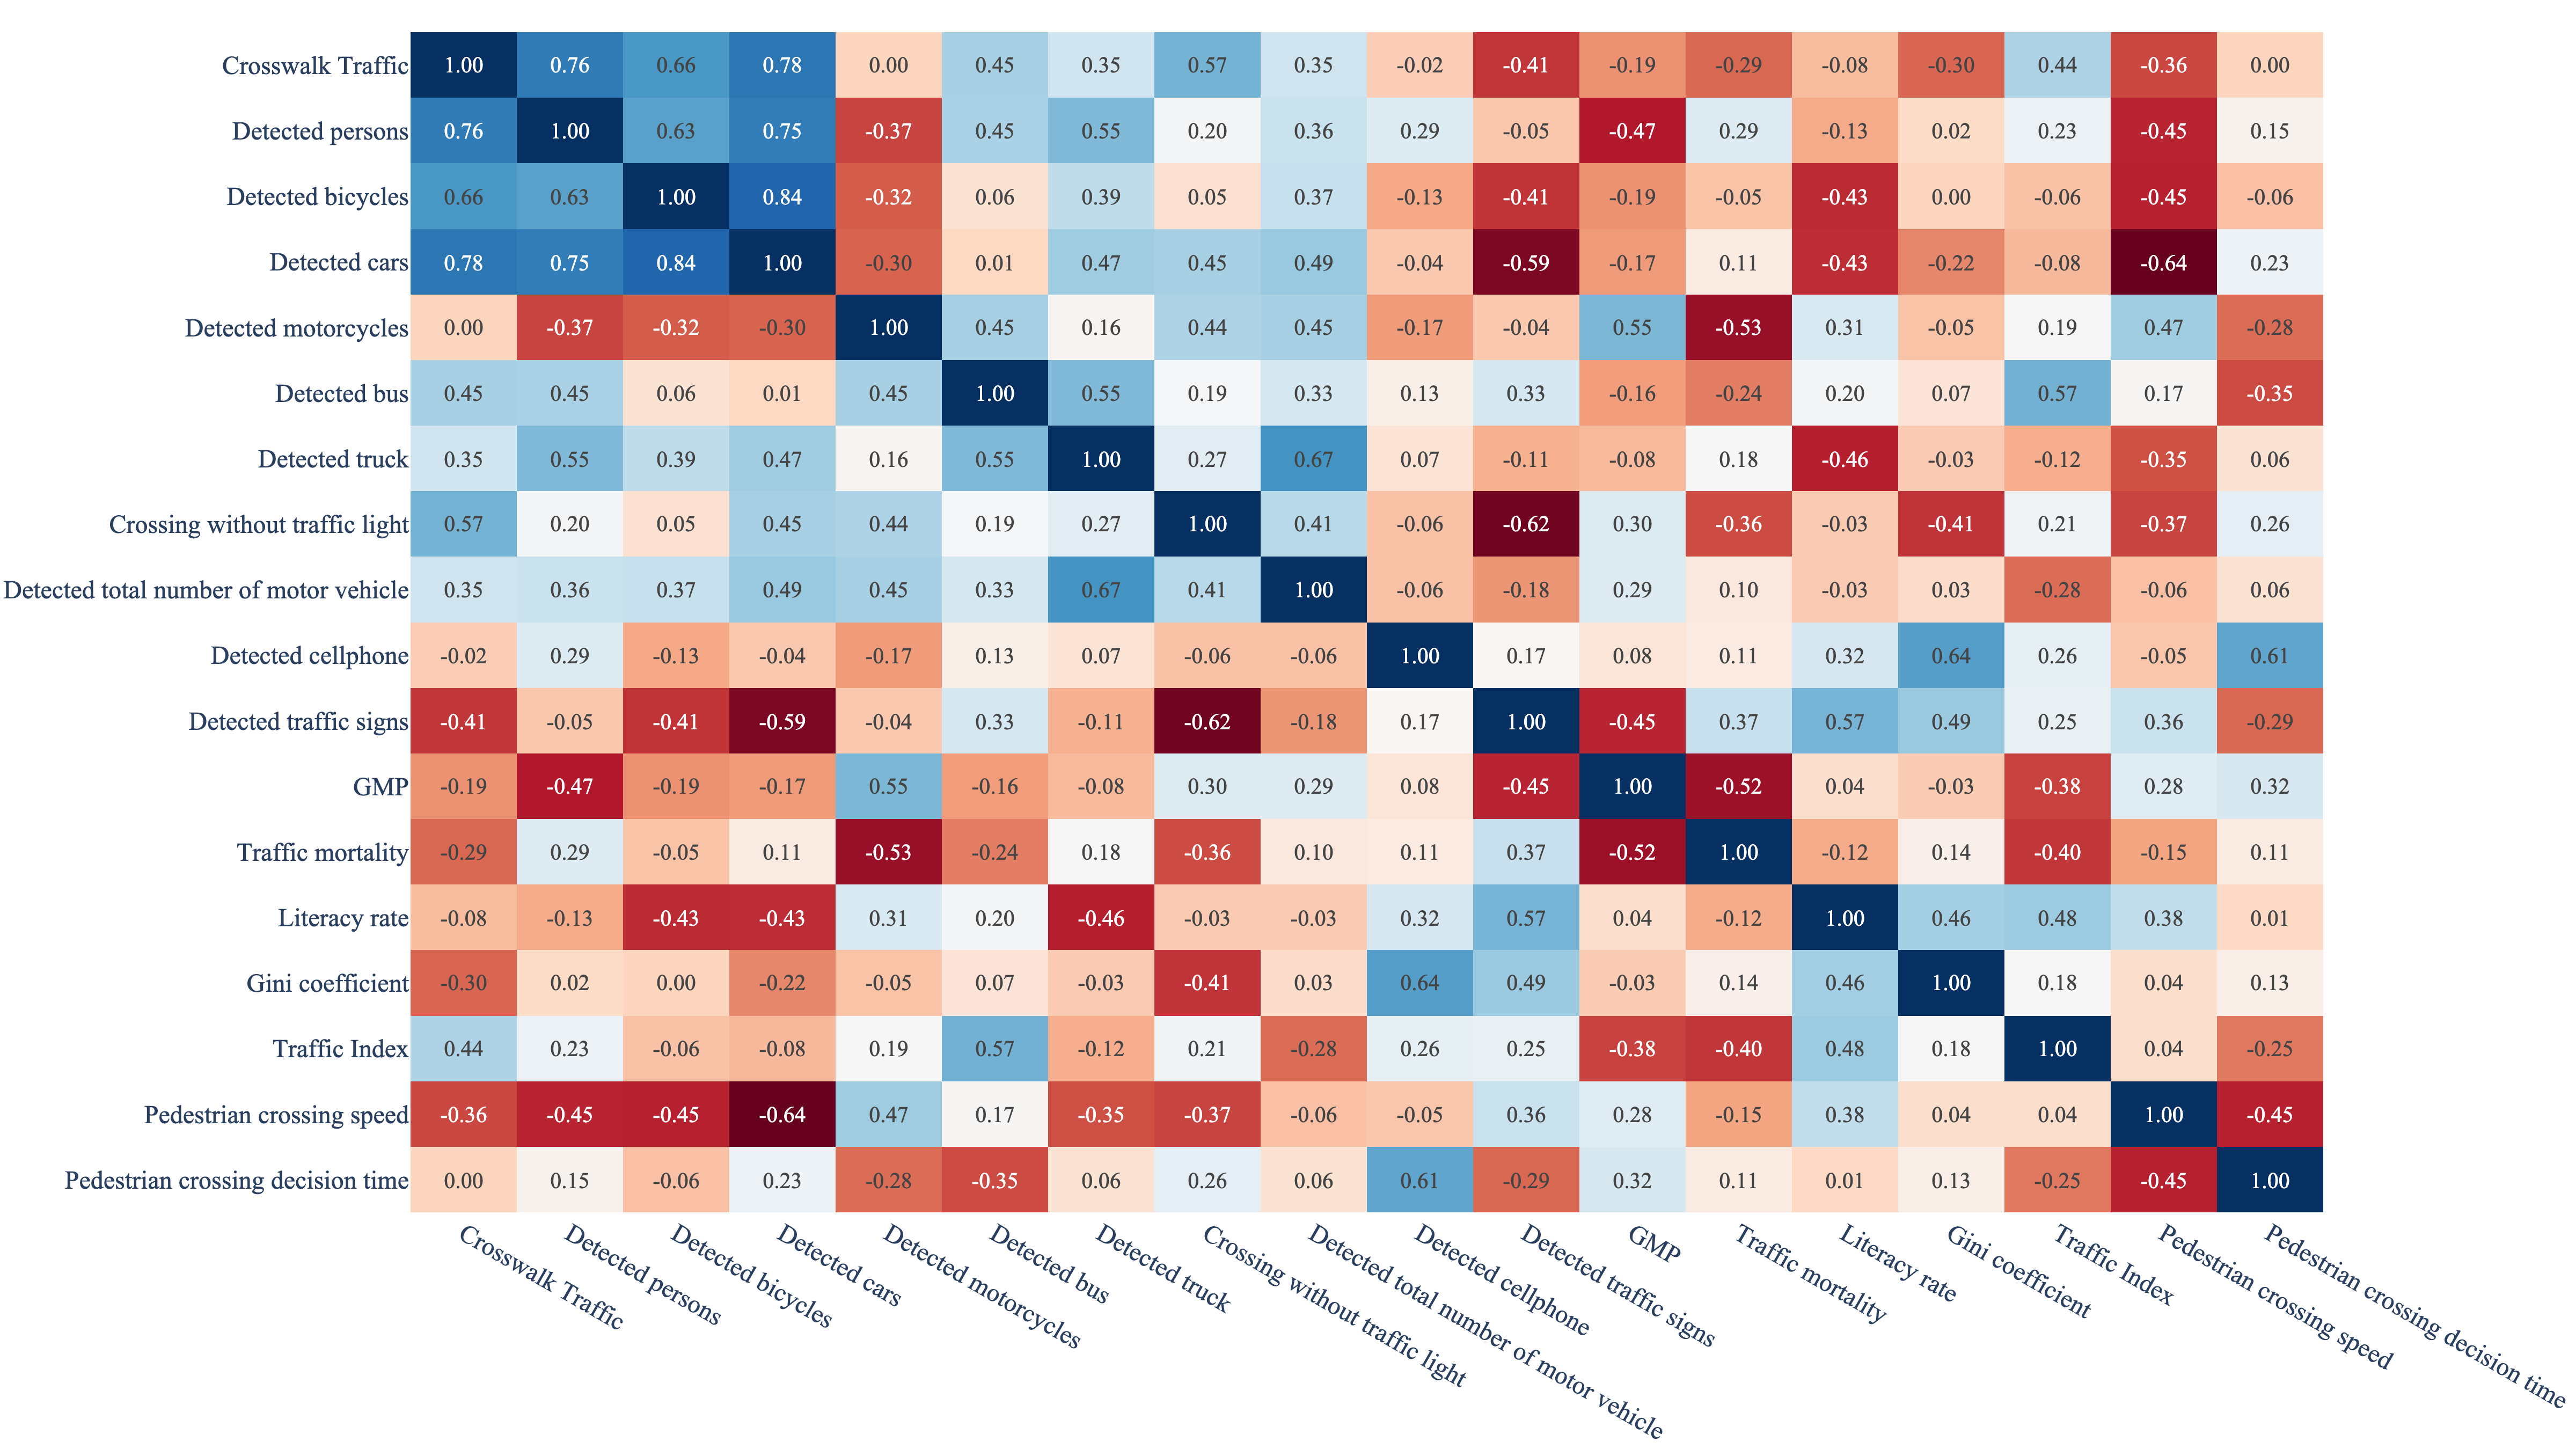 Crosswalk Traffic 1.00 0.76 0.66 0.78 0.00 0.45 0.35 0.57 0.35 -0.02 -0.41 -0.19 -0.29 -0.08 -0.30 0.44 -0.36 0.00
Detected persons 0.76 1.00 0.63 0.75 -0.37 0.45 0.55 0.20 0.36 0.29 -0.05 -0.47 0.29 -0.13 0.02 0.23 -0.45 0.15
Detected bicycles 0.66 0.63 1.00 0.84 -0.32 0.06 0.39 0.05 0.37 -0.13 -0.41 -0.19 -0.05 -0.43 0.00 -0.06 -0.45 -0.06
Detected cars 0.78 0.75 0.84 1.00 -0.30 0.01 0.47 0.45 0.49 -0.04 -0.59 -0.17 0.11 -0.43 -0.22 -0.08 -0.64 0.23
Detected motorcycles 0.00 -0.37 -0.32 -0.30 1.00 0.45 0.16 0.44 0.45 -0.17 -0.04 0.55 -0.53 0.31 -0.05 0.19 0.47 -0.28
Detected bus 0.45 0.45 0.06 0.01 0.45 1.00 0.55 0.19 0.33 0.13 0.33 -0.16 -0.24 0.20 0.07 0.57 0.17 -0.35
Detected truck 0.35 0.55 0.39 0.47 0.16 0.55 1.00 0.27 0.67 0.07 -0.11 -0.08 0.18 -0.46 -0.03 -0.12 -0.35 0.06
Crossing without traffic light 0.57 0.20 0.05 0.45 0.44 0.19 0.27 1.00 0.41 -0.06 -0.62 0.30 -0.36 -0.03 -0.41 0.21 -0.37 0.26
Detected total number of motor vehicle 0.35 0.36 0.37 0.49 0.45 0.33 0.67 0.41 1.00 -0.06 -0.18 0.29 0.10 -0.03 0.03 -0.28 -0.06 0.06
Detected cellphone -0.02 0.29 -0.13 -0.04 -0.17 0.13 0.07 -0.06 -0.06 1.00 0.17 0.08 0.11 0.32 0.64 0.26 -0.05 0.61
Detected traffic signs -0.41 -0.05 -0.41 -0.59 -0.04 0.33 -0.11 -0.62 -0.18 0.17 1.00 -0.45 0.37 0.57 0.49 0.25 0.36 -0.29
GMP -0.19 -0.47 -0.19 -0.17 0.55 -0.16 -0.08 0.30 0.29 0.08 -0.45 1.00 -0.52 0.04 -0.03 -0.38 0.28 0.32
Traffic mortality -0.29 0.29 -0.05 0.11 -0.53 -0.24 0.18 -0.36 0.10 0.11 0.37 -0.52 1.00 -0.12 0.14 -0.40 -0.15 0.11
Literacy rate -0.08 -0.13 -0.43 -0.43 0.31 0.20 -0.46 -0.03 -0.03 0.32 0.57 0.04 -0.12 1.00 0.46 0.48 0.38 0.01
Gini coefficient -0.30 0.02 0.00 -0.22 -0.05 0.07 -0.03 -0.41 0.03 0.64 0.49 -0.03 0.14 0.46 1.00 0.18 0.04 0.13
Traffic Index 0.44 0.23 -0.06 -0.08 0.19 0.57 -0.12 0.21 -0.28 0.26 0.25 -0.38 -0.40 0.48 0.18 1.00 0.04 -0.25
Pedestrian crossing speed -0.36 -0.45 -0.45 -0.64 0.47 0.17 -0.35 -0.37 -0.06 -0.05 0.36 0.28 -0.15 0.38 0.04 0.04 1.00 -0.45
Pedestrian crossing decision time 0.00 0.15 -0.06 0.23 -0.28 -0.35 0.06 0.26 0.06 0.61 -0.29 0.32 0.11 0.01 0.13 -0.25 -0.45 1.00
Crosswalk Traffic
Detected persons
Detected bicycles
Detected cars
Detected motorcycles
Detected bus
Detected truck
Crossing without traffic light
Detected total number of motor vehicle
Detected cellphone
Detected traffic signs
GMP
Traffic mortality
Literacy rate
Gini coefficient
Traffic Index
Pedestrian crossing speed
Pedestrian crossing decision time